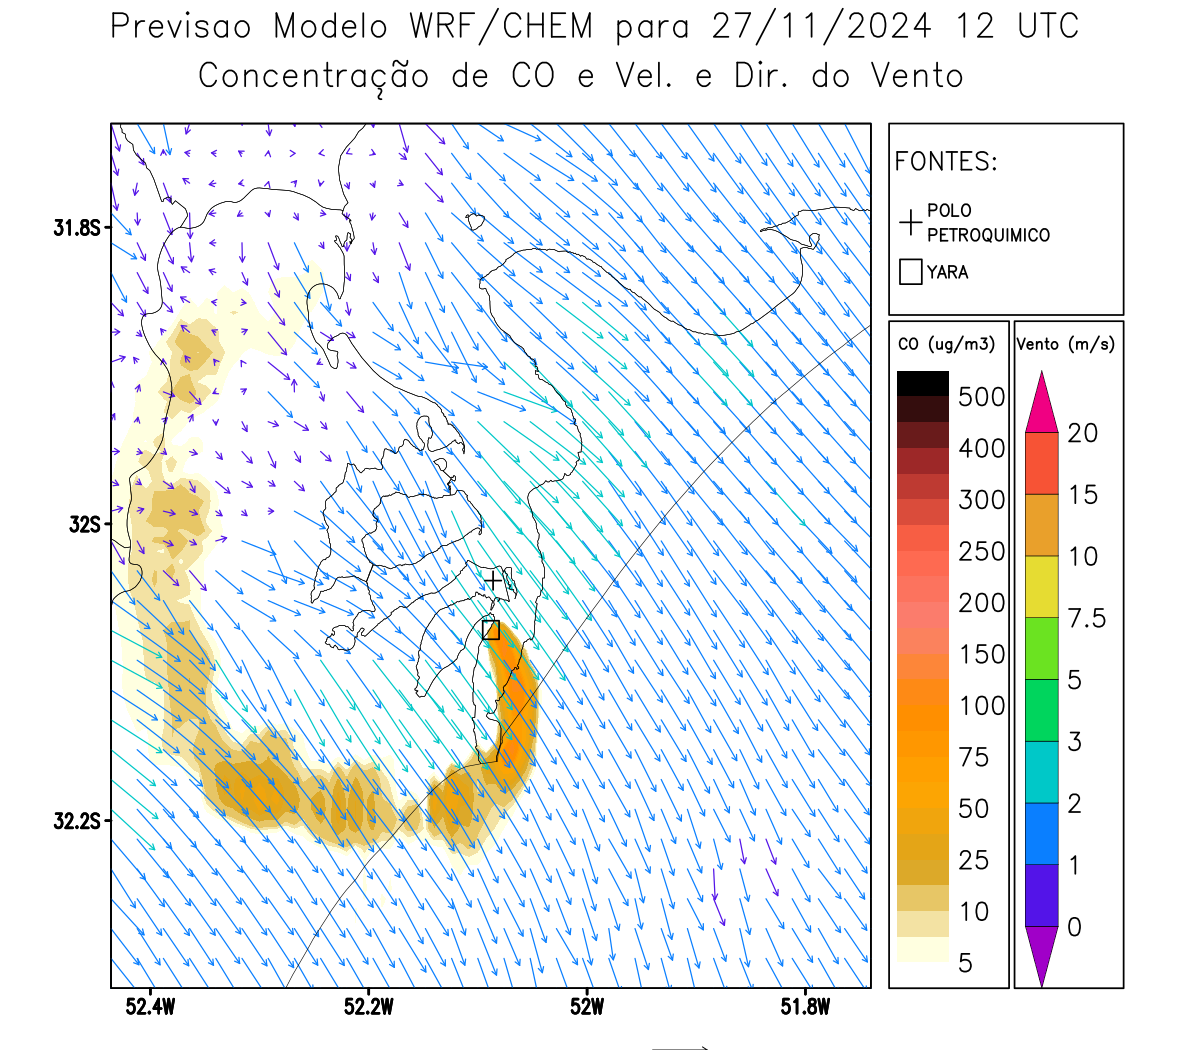 Previsao Modelo WRF/CHEM para 27/11/2024 12 UTC
Concentração de CO e Vel. e Dir. do Vento
FONTES:
POLO
PETROQUIMICO
YARA
31.8S
32S
32.2S
52.4W
52.2W
52W
51.8W
CO (ug/m3)
500
400
300
250
200
150
100
75
50
25
10
5
Vento (m/s)
20
15
10
7.5
5
3
2
1
0